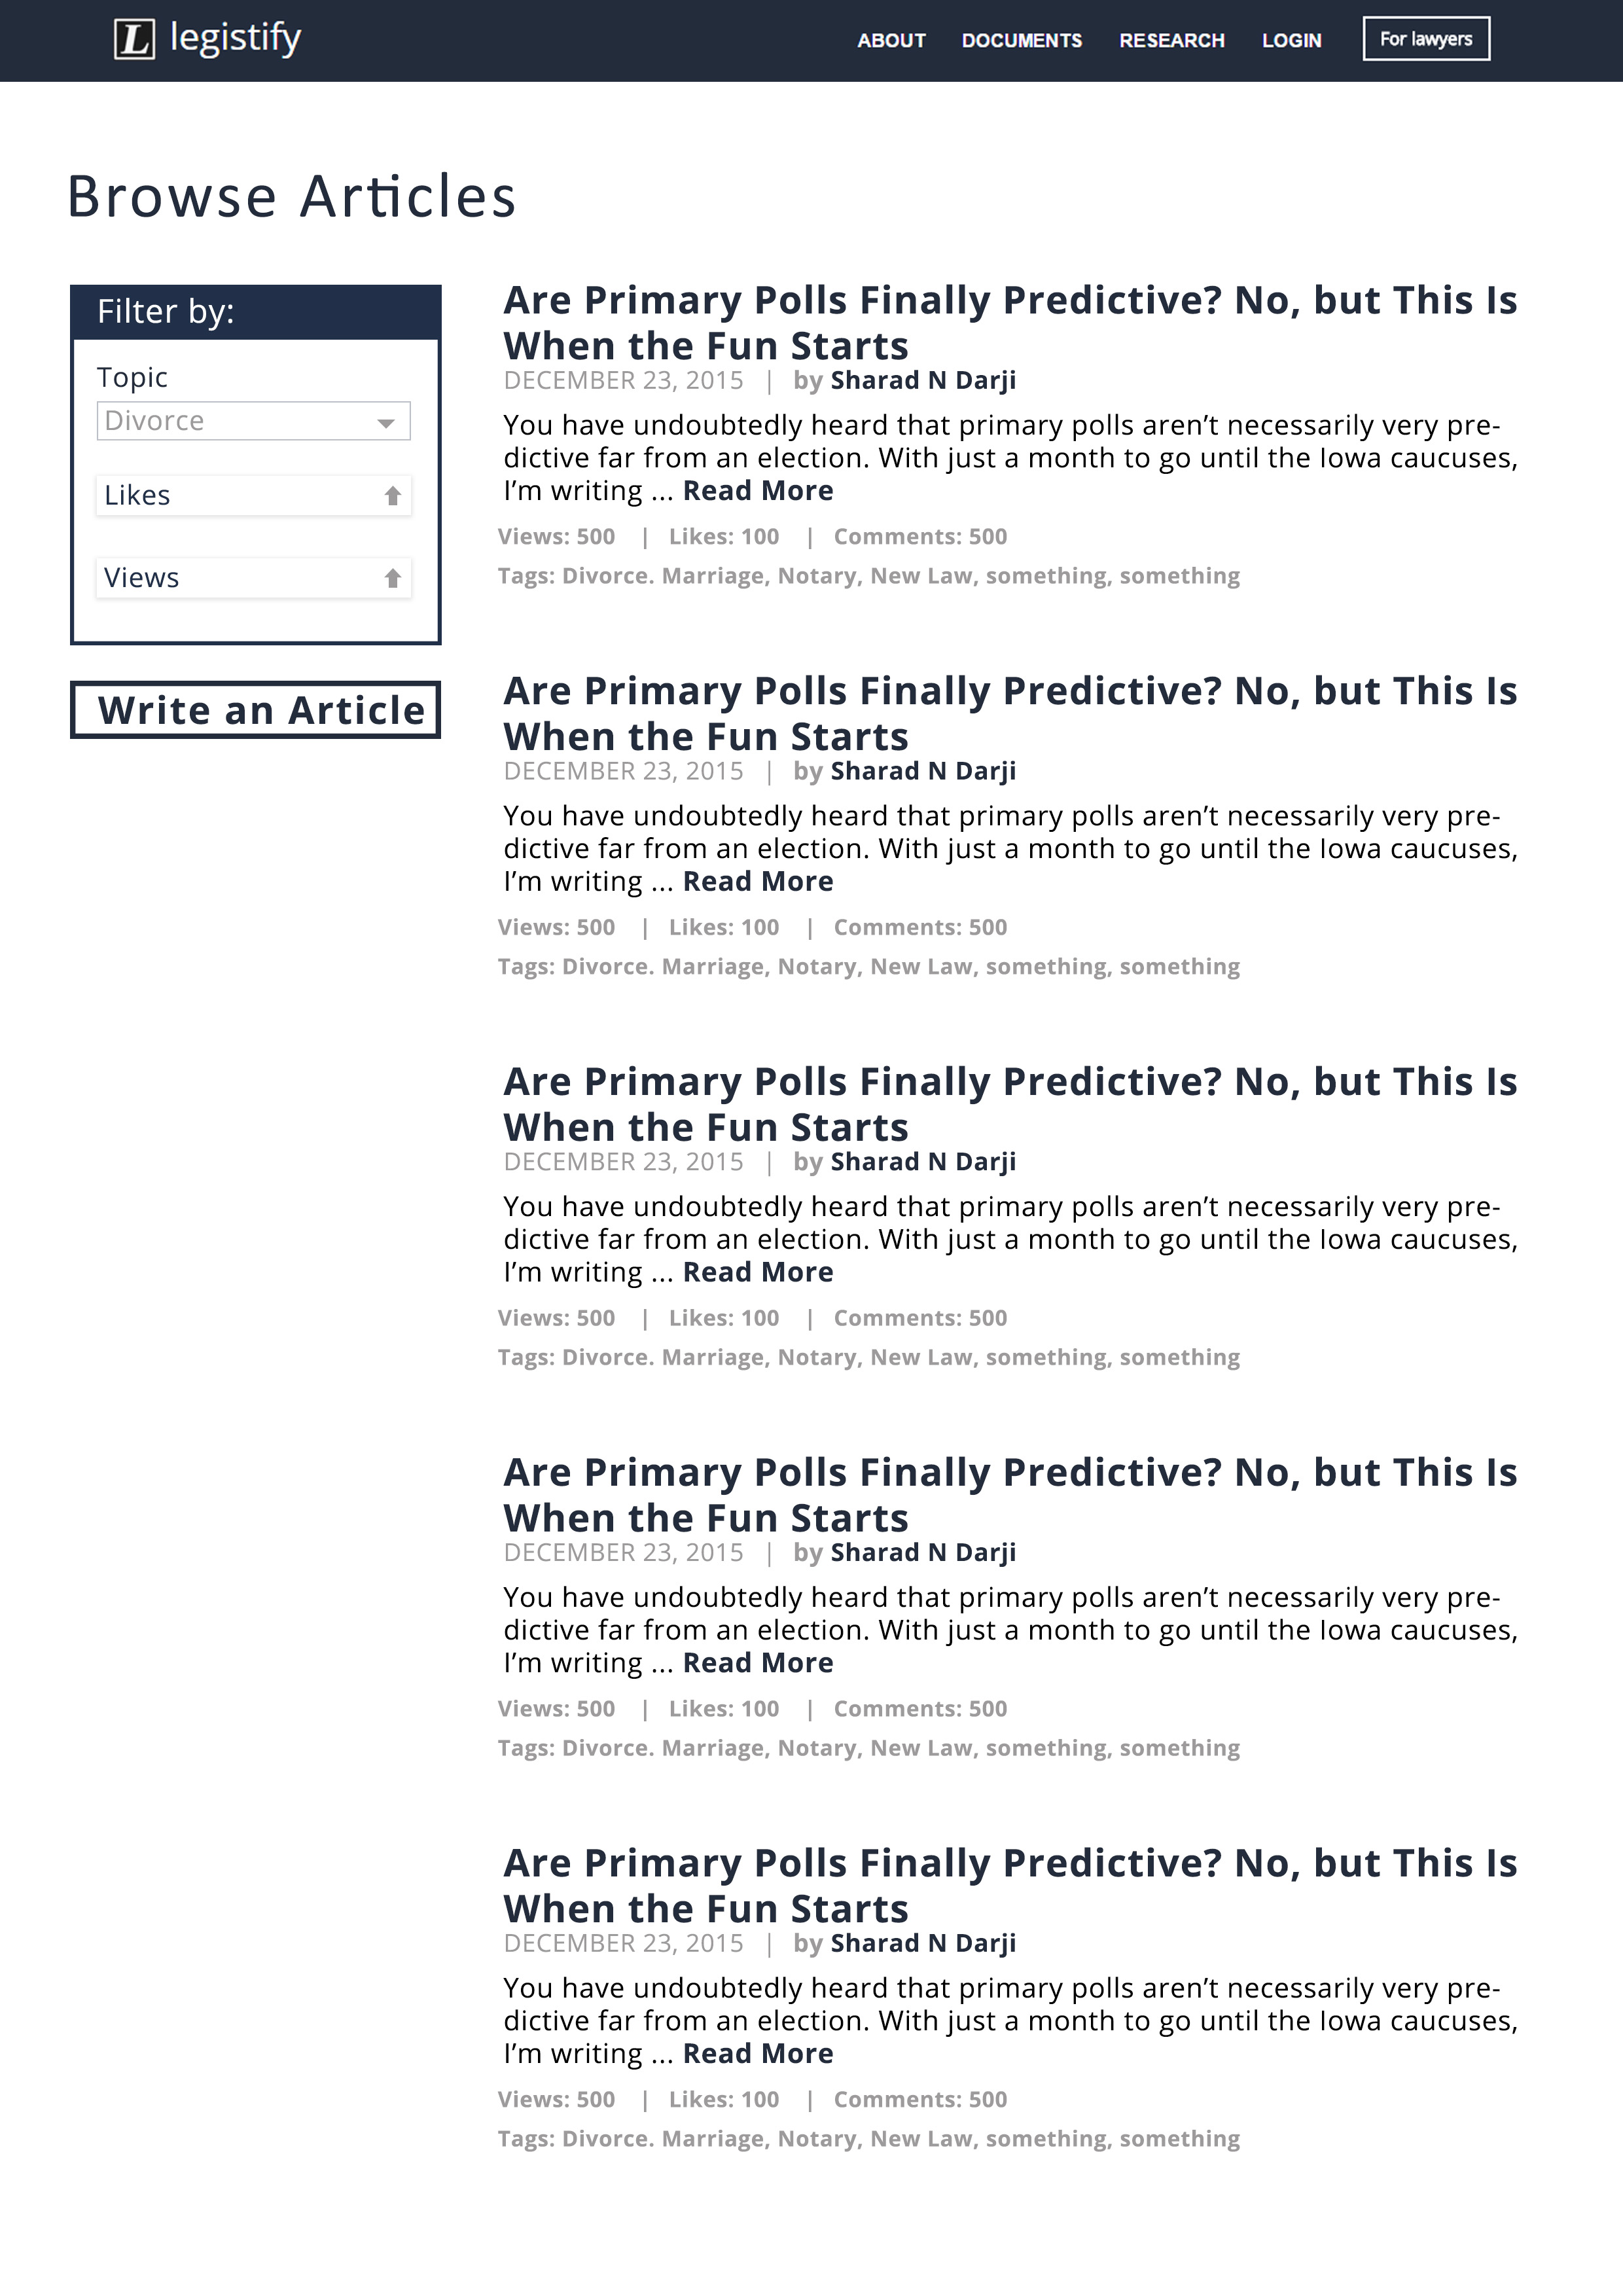 L legistify
ABOUT DOCUMENTS RESEARCH LOGIN For lawyers
Browse Articles
Filter by:
Topic
Divorce
Likes
Views
Write an Article
Are Primary Polls Finally Predictive? No, but This Is
When the Fun Starts
DECEMBER 23, 2015 | by Sharad N Darji
You have undoubtedly heard that primary polls aren’t necessarily very pre-
dictive far from an election. With just a month to go until the Iowa caucuses,
I’m writing ... Read More
Views: 500 | Likes: 100 | Comments: 500
Tags: Divorce. Marriage, Notary, New Law, something, something
Are Primary Polls Finally Predictive? No, but This Is
When the Fun Starts
DECEMBER 23, 2015 | by Sharad N Darji
You have undoubtedly heard that primary polls aren’t necessarily very pre-
dictive far from an election. With just a month to go until the Iowa caucuses,
I’m writing ... Read More
Views: 500 | Likes: 100 | Comments: 500
Tags: Divorce. Marriage, Notary, New Law, something, something
Are Primary Polls Finally Predictive? No, but This Is
When the Fun Starts
DECEMBER 23, 2015 | by Sharad N Darji
You have undoubtedly heard that primary polls aren’t necessarily very pre-
dictive far from an election. With just a month to go until the Iowa caucuses,
I’m writing ... Read More
Views: 500 | Likes: 100 | Comments: 500
Tags: Divorce. Marriage, Notary, New Law, something, something
Are Primary Polls Finally Predictive? No, but This Is
When the Fun Starts
DECEMBER 23, 2015 | by Sharad N Darji
You have undoubtedly heard that primary polls aren’t necessarily very pre-
dictive far from an election. With just a month to go until the Iowa caucuses,
I’m writing ... Read More
Views: 500 | Likes: 100 | Comments: 500
Tags: Divorce. Marriage, Notary, New Law, something, something
Are Primary Polls Finally Predictive? No, but This Is
When the Fun Starts
DECEMBER 23, 2015 | by Sharad N Darji
You have undoubtedly heard that primary polls aren’t necessarily very pre-
dictive far from an election. With just a month to go until the Iowa caucuses,
I’m writing ... Read More
Views: 500 | Likes: 100 | Comments: 500
Tags: Divorce. Marriage, Notary, New Law, something, something